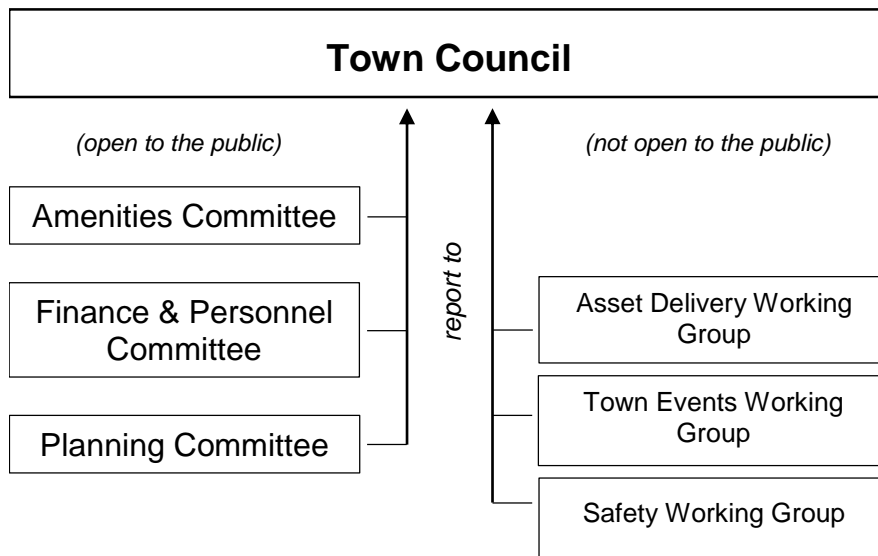 Town Council
(open to the public)
(not open to the public)
Amenities Committee
Finance & Personnel
Committee
Planning Committee
report to
Asset Delivery Working
Group
Town Events Working
Group
Safety Working Group